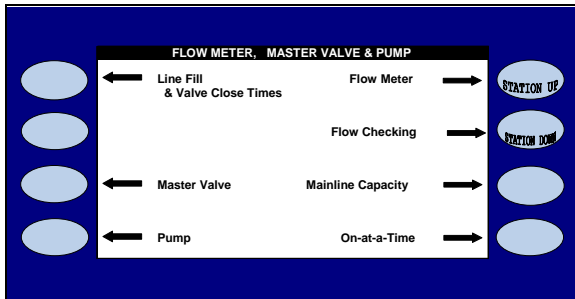 FLOW METER, MASTER VALVE & PUMP
Line Fill
& Valve Close Times
Flow Meter
STATION UP
Flow Checking
STATION DOWN
Master Valve
Mainline Capacity
Pump
On-at-a-Time